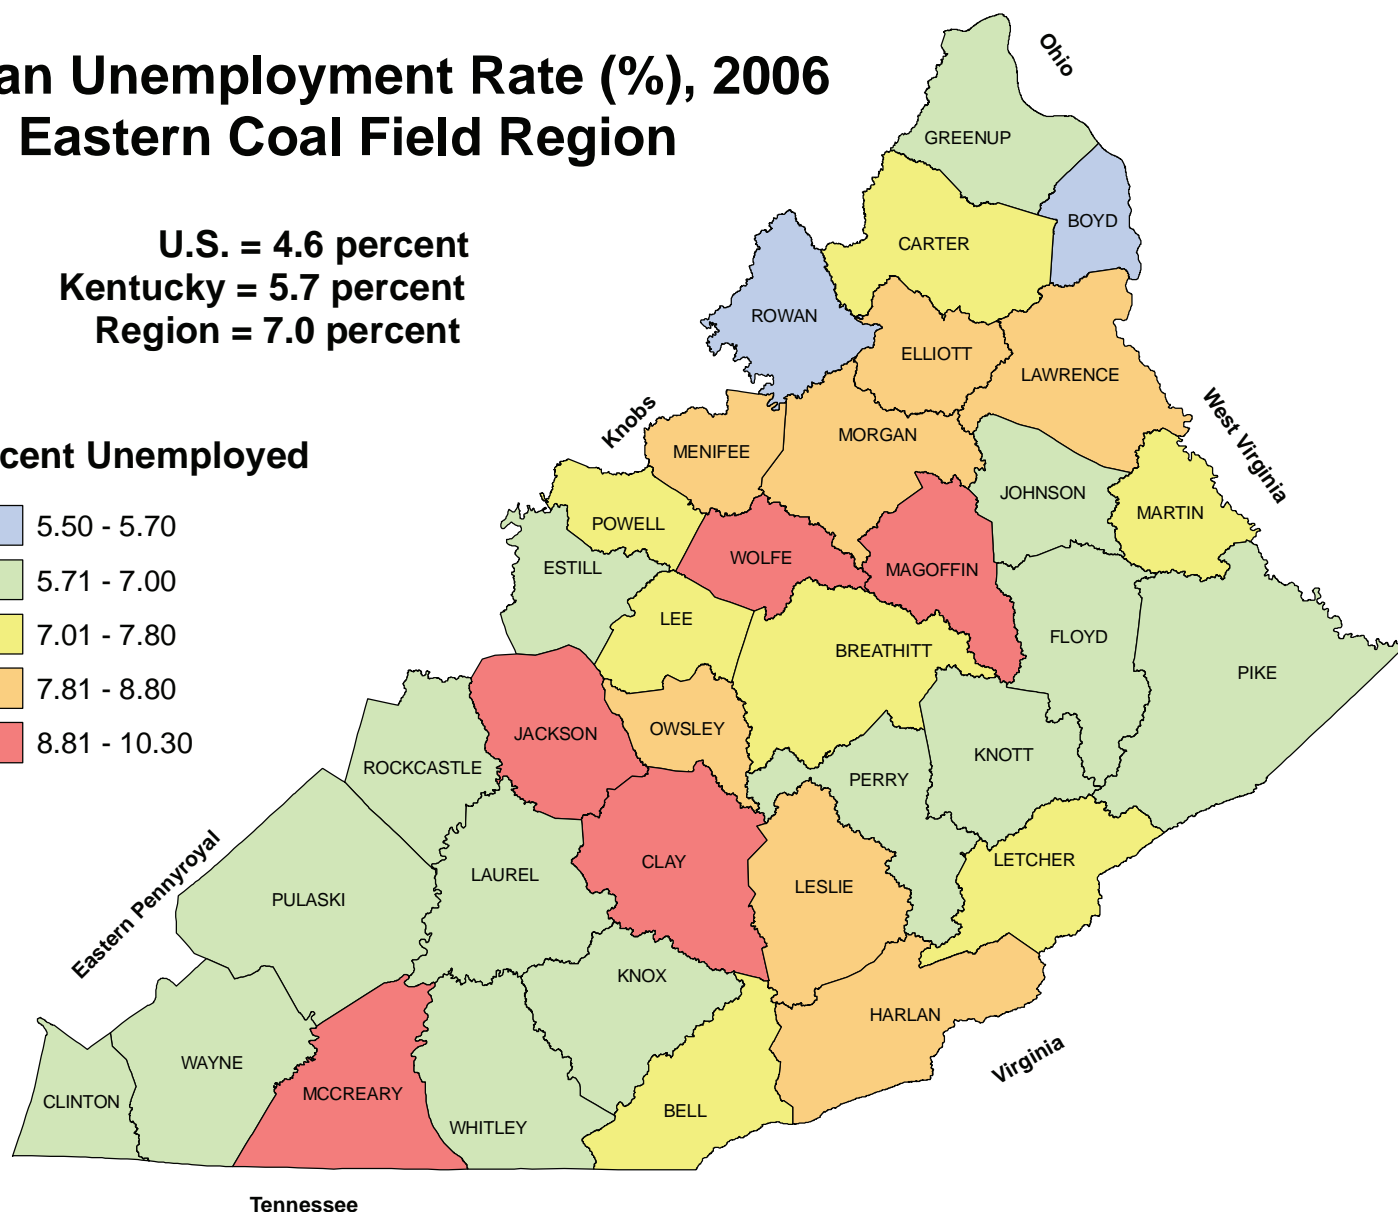 an Unemployment Rate (%), 2006
Eastern Coal Field Region
U.S. = 4.6 percent
Kentucky = 5.7 percent
Region = 7.0 percent
cent Unemployed
5.50 - 5.70
5.71 - 7.00
7.01 - 7.80
7.81 - 8.80
8.81 - 10.30
Ohio
GREENUP
BOYD
CARTER
ROWAN
ELLIOTT
LAWRENCE
West Virginia
Knobs
MORGAN
MENIFEE
JOHNSON
MARTIN
POWELL
WOLFE
ESTILL
MAGOFFIN
LEE
FLOYD
BREATHITT
PIKE
OWSLEY
JACKSON
KNOTT
ROCKCASTLE
PERRY
LETCHER
CLAY
LAUREL
LESLIE
PULASKI
Eastern Pennyroyal
KNOX
HARLAN
Virginia
WAYNE
MCCREARY
CLINTON
BELL
WHITLEY
Tennessee